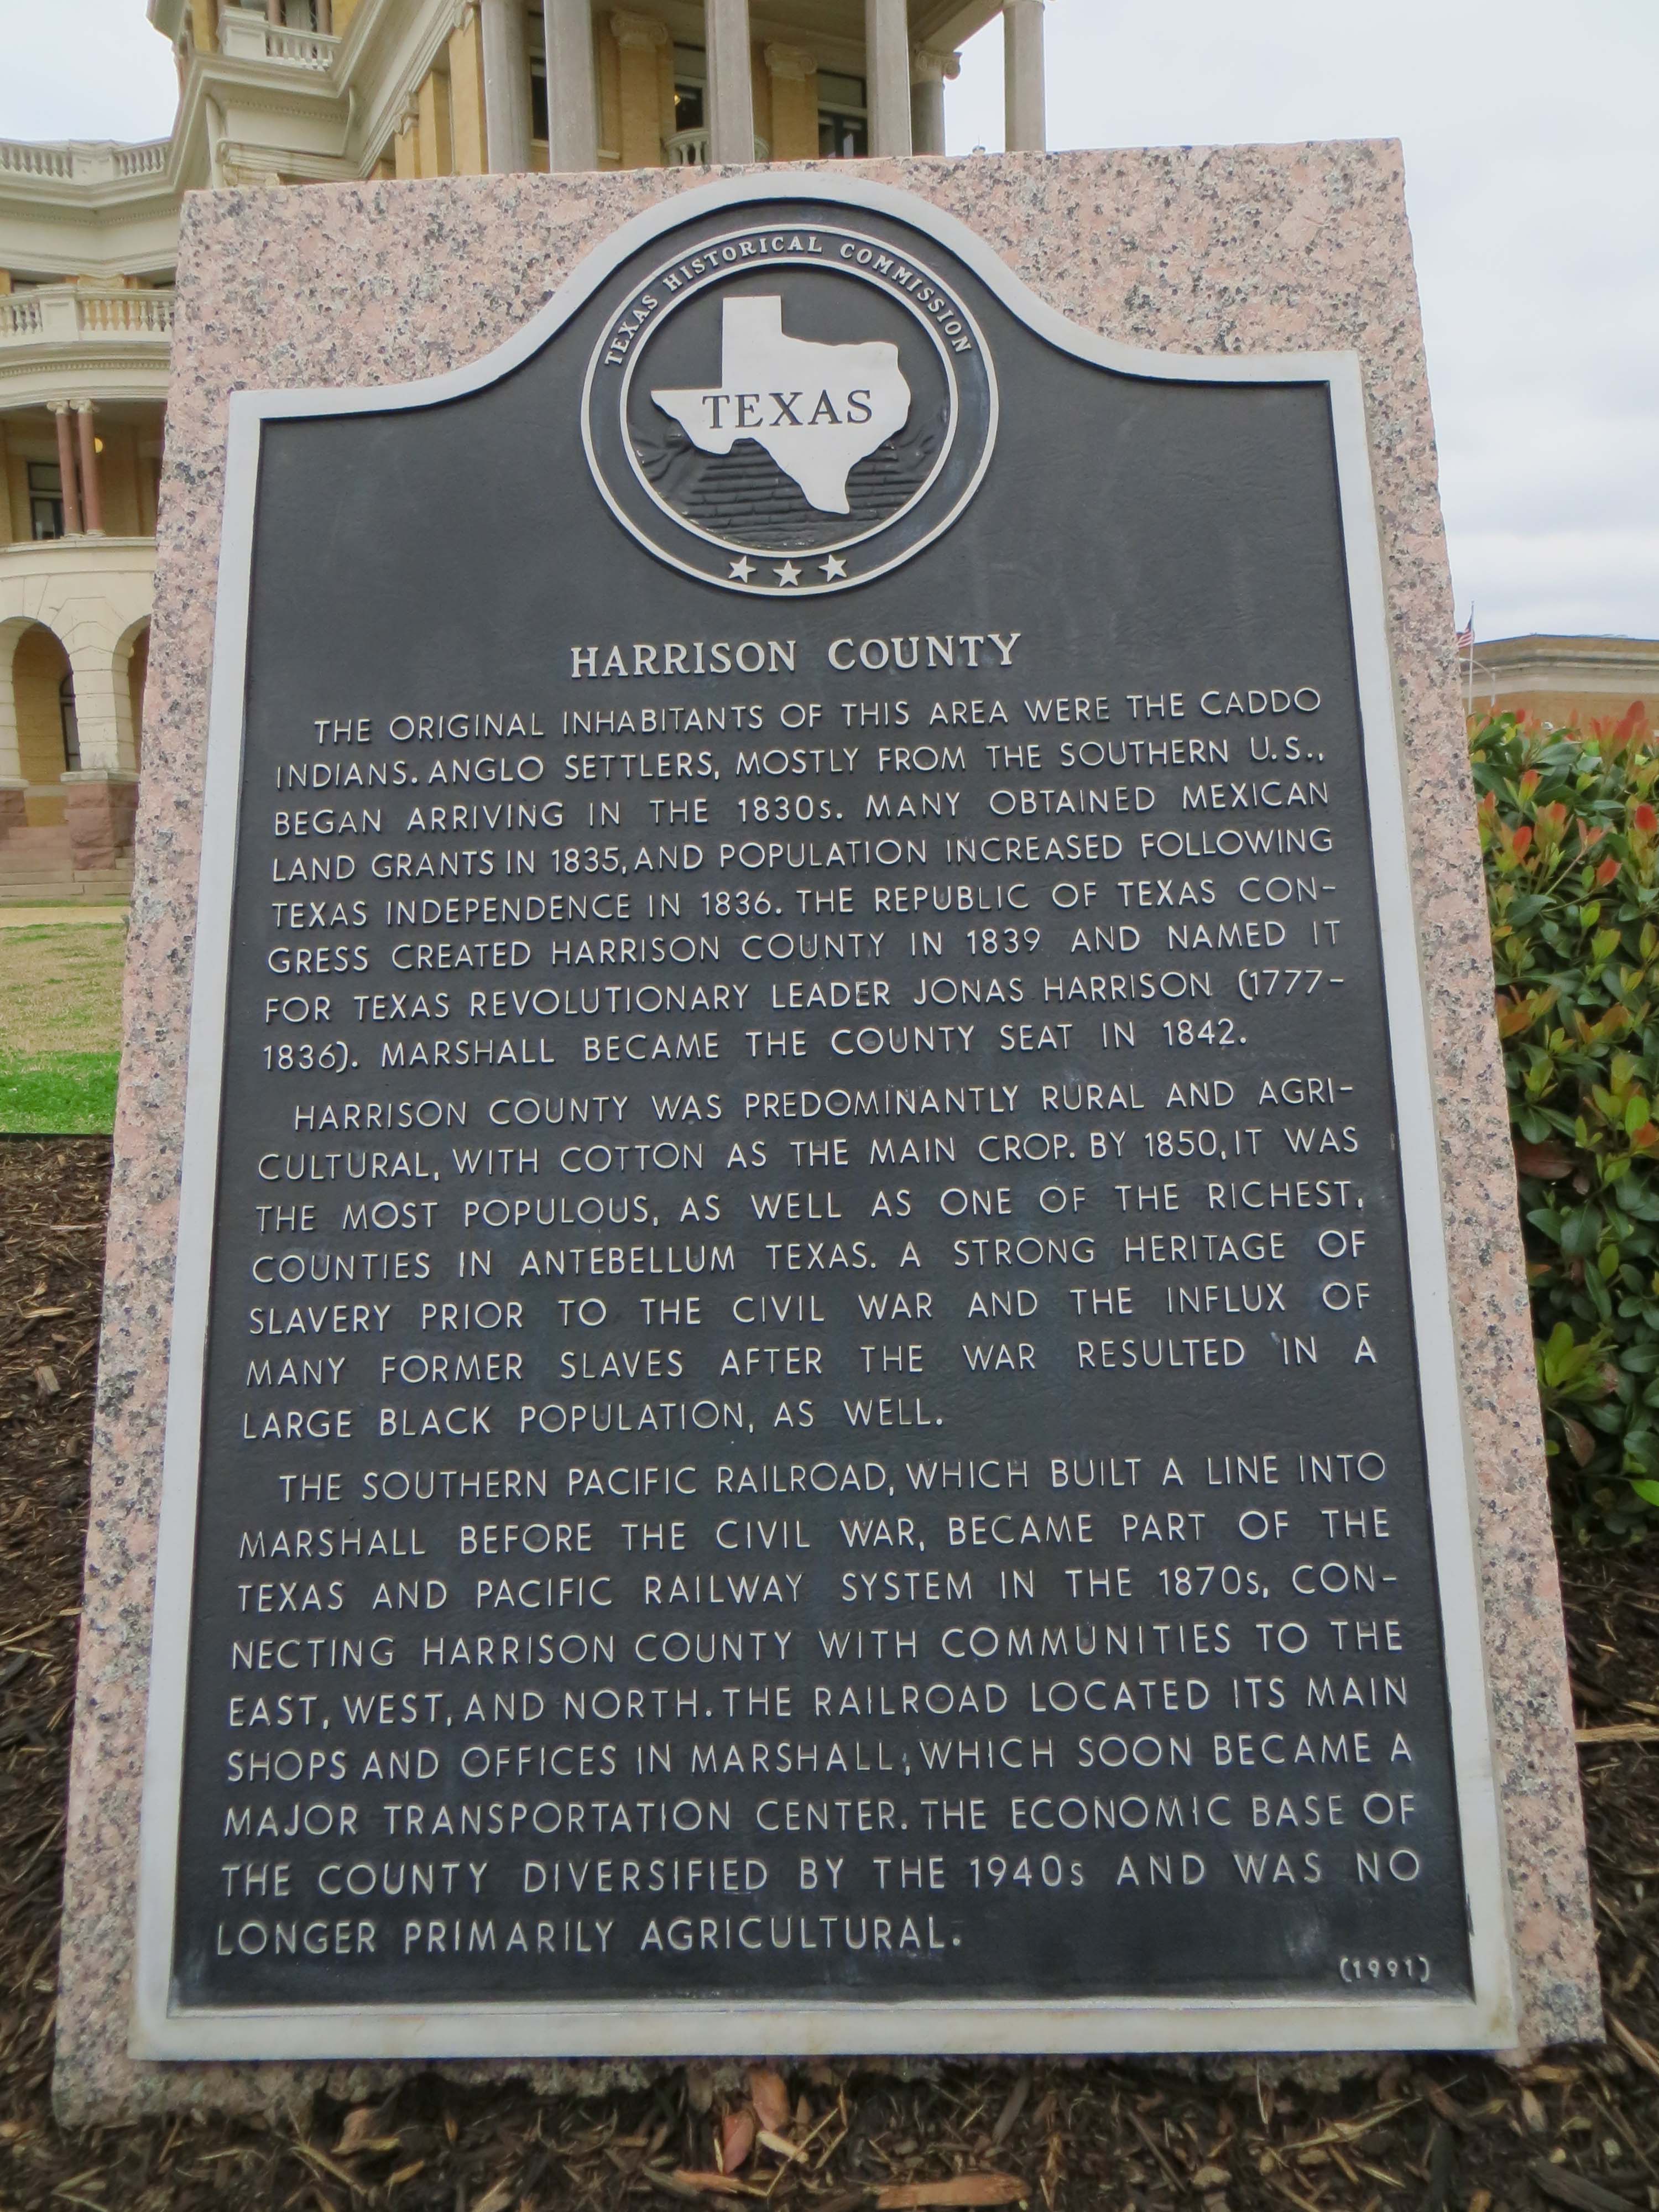 TEXAS HISTORICAL COMMISSION
TEXAS
HARRISON COUNTY
THE ORIGINAL INHABITANTS OF THIS AREA WERE THE CADDO
INDIANS. ANGLO SETTLERS, MOSTLY FROM THE SOUTHERN U.S.,
BEGAN ARRIVING IN THE 1830s. MANY OBTAINED MEXICAN
LAND GRANTS IN 1835, AND POPULATION INCREASED FOLLOWING
TEXAS INDEPENDENCE IN 1836. THE REPUBLIC OF TEXAS CON-
GRESS CREATED HARRISON COUNTY IN 1839 AND NAMED IT
FOR TEXAS REVOLUTIONARY LEADER JONAS HARRISON (1777-
1836). MARSHALL BECAME THE COUNTY SEAT IN 1842.
HARRISON COUNTY WAS PREDOMINANTLY RURAL AND AGRI-
CULTURAL, WITH COTTON AS THE MAIN CROP. BY 1850, IT WAS
THE MOST POPULOUS, AS WELL AS ONE OF THE RICHEST,
COUNTIES IN ANTEBELLUM TEXAS. A STRONG HERITAGE OF
SLAVERY PRIOR TO THE CIVIL WAR AND THE INFLUX OF
MANY FORMER SLAVES AFTER THE WAR RESULTED IN A
LARGE BLACK POPULATION, AS WELL.
THE SOUTHERN PACIFIC RAILROAD, WHICH BUILT A LINE INTO
MARSHALL BEFORE THE CIVIL WAR, BECAME PART OF THE
TEXAS AND PACIFIC RAILWAY SYSTEM IN THE 1870s, CON-
NECTING HARRISON COUNTY WITH COMMUNITIES TO THE
EAST, WEST, AND NORTH. THE RAILROAD LOCATED ITS MAIN
SHOPS AND OFFICES IN MARSHALL, WHICH SOON BECAME A
MAJOR TRANSPORTATION CENTER. THE ECONOMIC BASE OF
THE COUNTY DIVERSIFIED BY THE 1940s AND WAS NO
LONGER PRIMARILY AGRICULTURAL.
(1991)